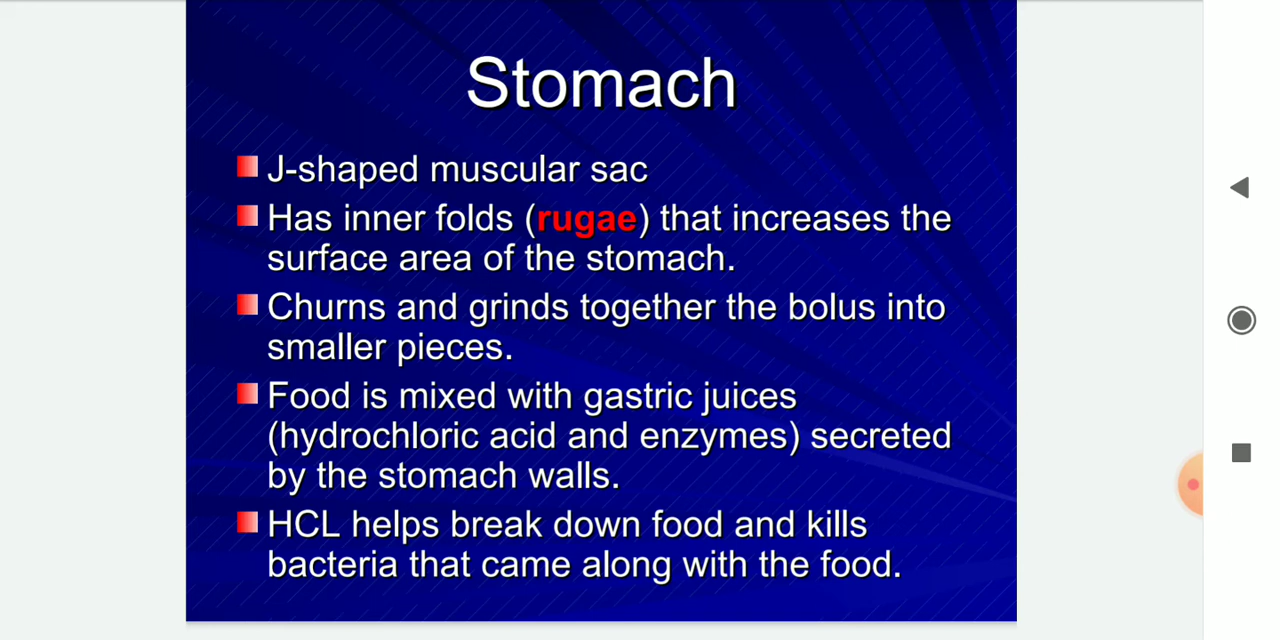 Stomach
J-shaped muscular sac
Has inner folds (rugae) that increases the
surface area of the stomach.
Churns and grinds together the bolus into
smaller pieces.
Food is mixed with gastric juices
(hydrochloric acid and enzymes) secreted
by the stomach walls.
HCL helps break down food and kills
bacteria that came along with the food.